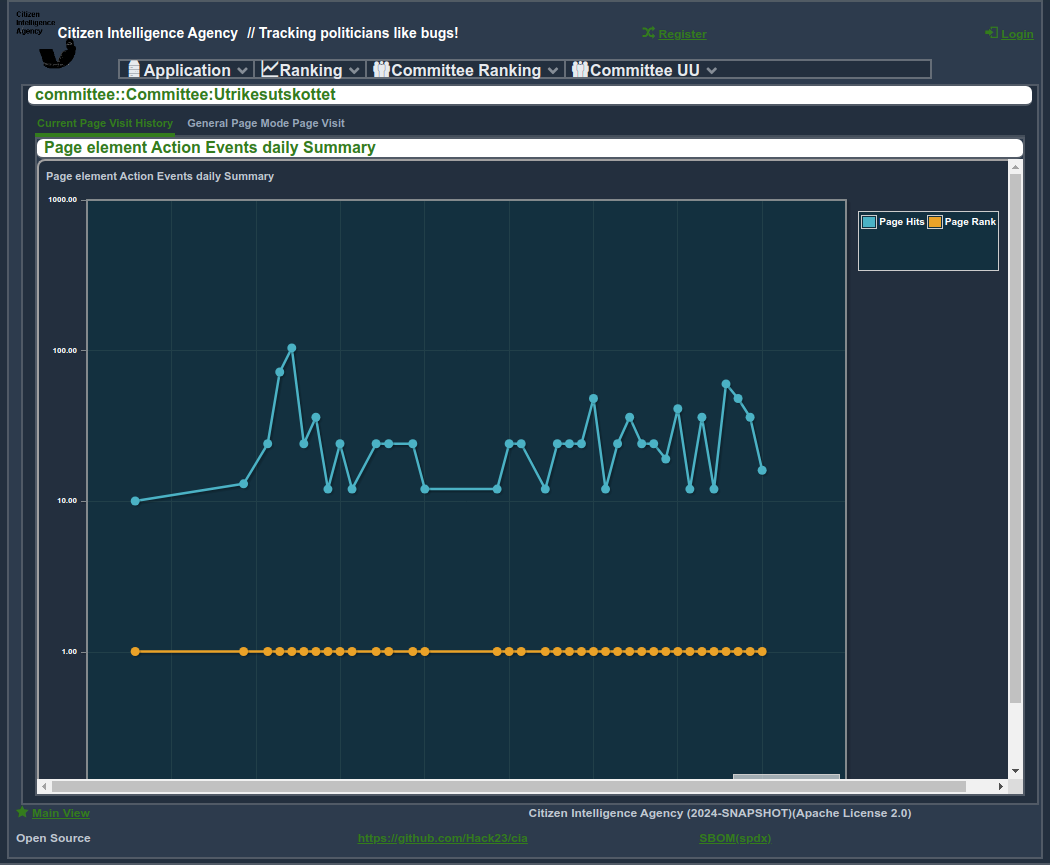 Citizen
Intelligence
Agency
Citizen Intelligence Agency // Tracking politicians like bugs!
Register
Login
Application
Ranking
Committee Ranking
Committee UU
committee::Committee:Utrikesutskottet
Current Page Visit History
General Page Mode Page Visit
Page element Action Events daily Summary
Page element Action Events daily Summary
1000.00
100.00
10.00
1.00
Page Hits
Page Rank
Main View
Citizen Intelligence Agency (2024-SNAPSHOT)(Apache License 2.0)
Open Source
https://github.com/Hack23/cia
SBOM(spdx)